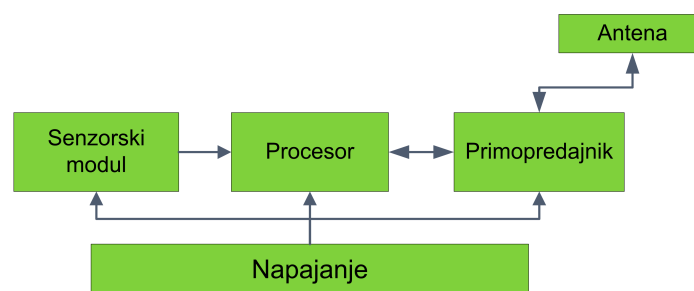 Antena
Senzorski
modul
Procesor
Primopredajnik
Napajanje